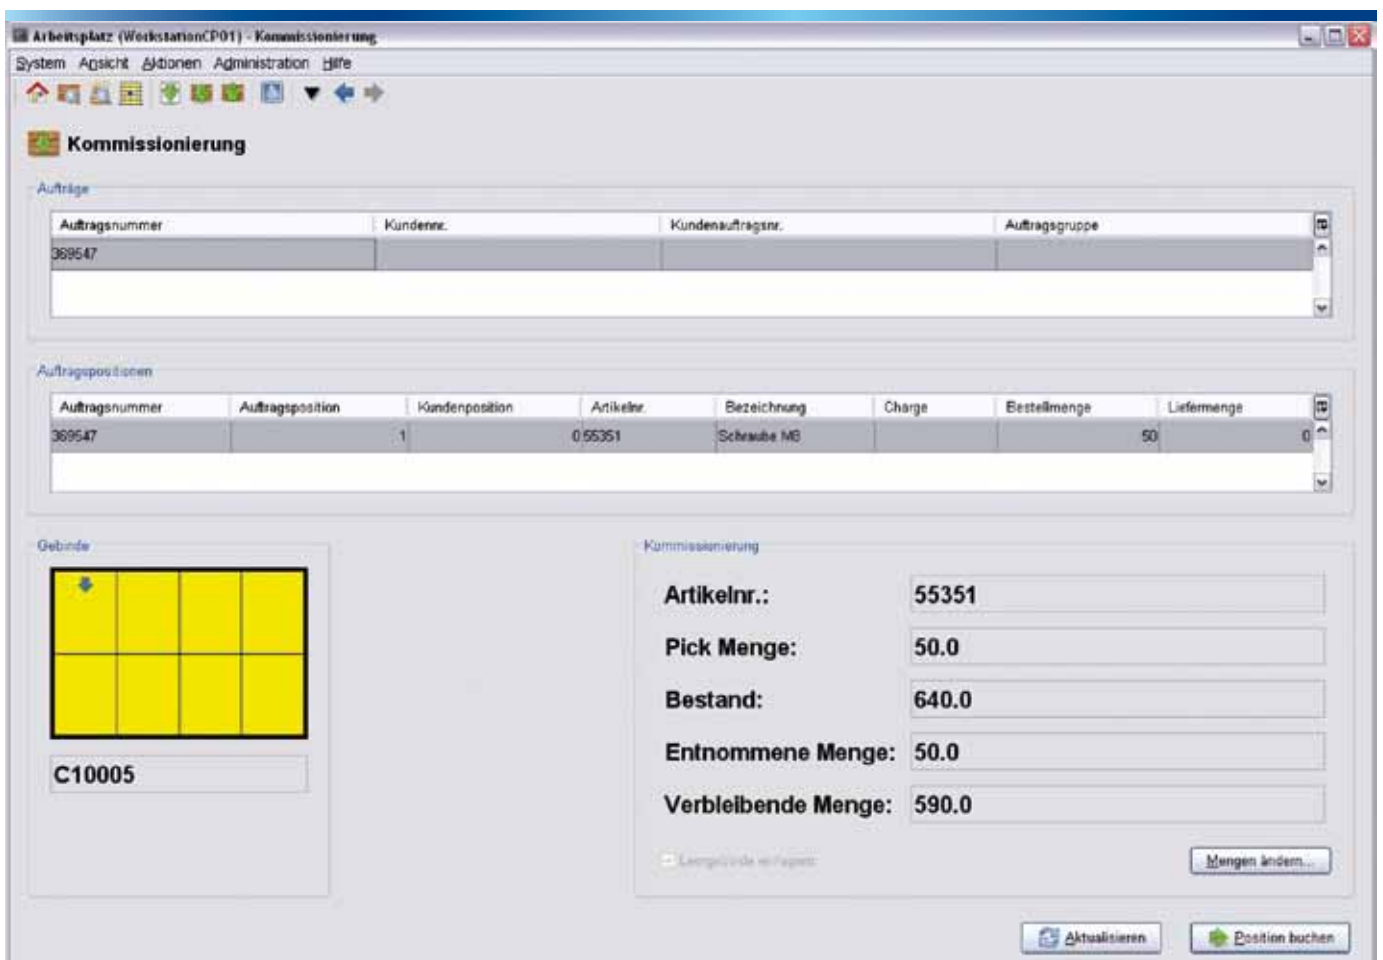 Arbeitsplatz (WorkstationCP01) - Kommissionierung
System Ansicht Aktionen Administration Hilfe
Kommissionierung
Aufträge
Auftragsnummer Kundennr. Kundenauftragsnr. Auftragsgruppe
369547
Auftragspositionen
Auftragsnummer Auftragsposition Kundenposition Artikelnr. Bezeichnung Charge Bestellmenge Liefermenge
369547 1 0 55351 Schraube M8 50 0
Gebinde
C10005
Kommissionierung
Artikelnr.: 55351
Pick Menge: 50.0
Bestand: 640.0
Entnommene Menge: 50.0
Verbleibende Menge: 590.0
Mengen ändern...
Aktualisieren
Position buchen